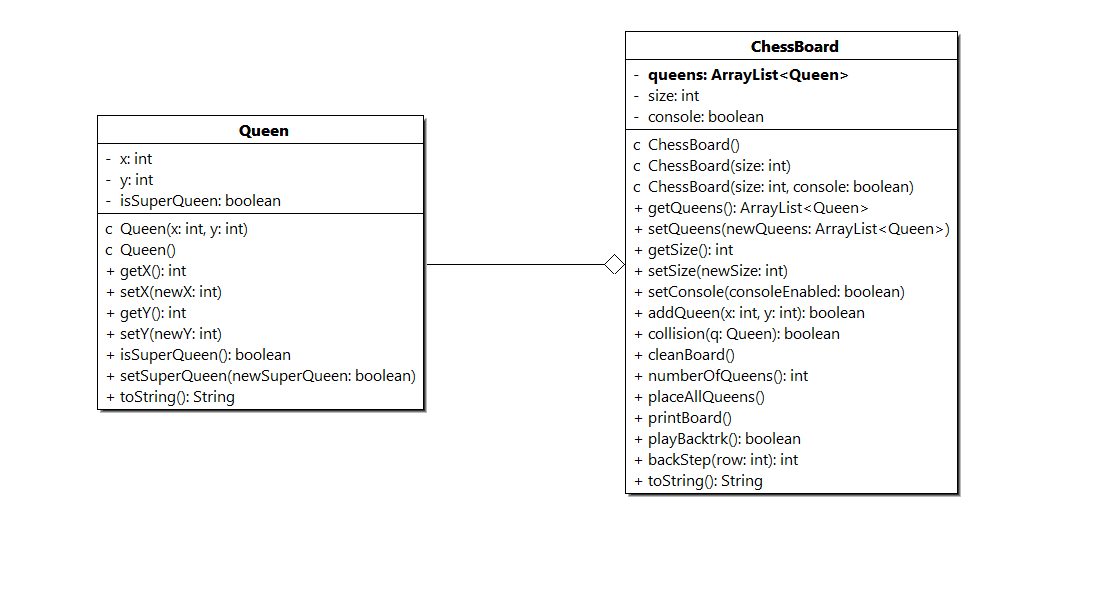 Queen
- x: int
- y: int
- isSuperQueen: boolean
c Queen(x: int, y: int)
c Queen()
+ getX(): int
+ setX(newX: int)
+ getY(): int
+ setY(newY: int)
+ isSuperQueen(): boolean
+ setSuperQueen(newSuperQueen: boolean)
+ toString(): String
ChessBoard
- queens: ArrayList<Queen>
- size: int
- console: boolean
c ChessBoard()
c ChessBoard(size: int)
c ChessBoard(size: int, console: boolean)
+ getQueens(): ArrayList<Queen>
+ setQueens(newQueens: ArrayList<Queen>)
+ getSize(): int
+ setSize(newSize: int)
+ setConsole(consoleEnabled: boolean)
+ addQueen(x: int, y: int): boolean
+ collision(q: Queen): boolean
+ cleanBoard()
+ numberOfQueens(): int
+ placeAllQueens()
+ printBoard()
+ playBacktrk(): boolean
+ backStep(row: int): int
+ toString(): String